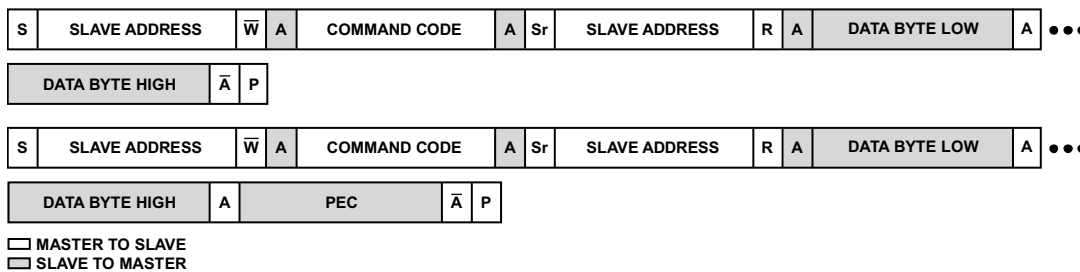 S SLAVE ADDRESS W̅ A COMMAND CODE A Sr SLAVE ADDRESS R A DATA BYTE LOW A •••
DATA BYTE HIGH A̅ P
S SLAVE ADDRESS W̅ A COMMAND CODE A Sr SLAVE ADDRESS R A DATA BYTE LOW A •••
DATA BYTE HIGH A PEC A̅ P
MASTER TO SLAVE
SLAVE TO MASTER